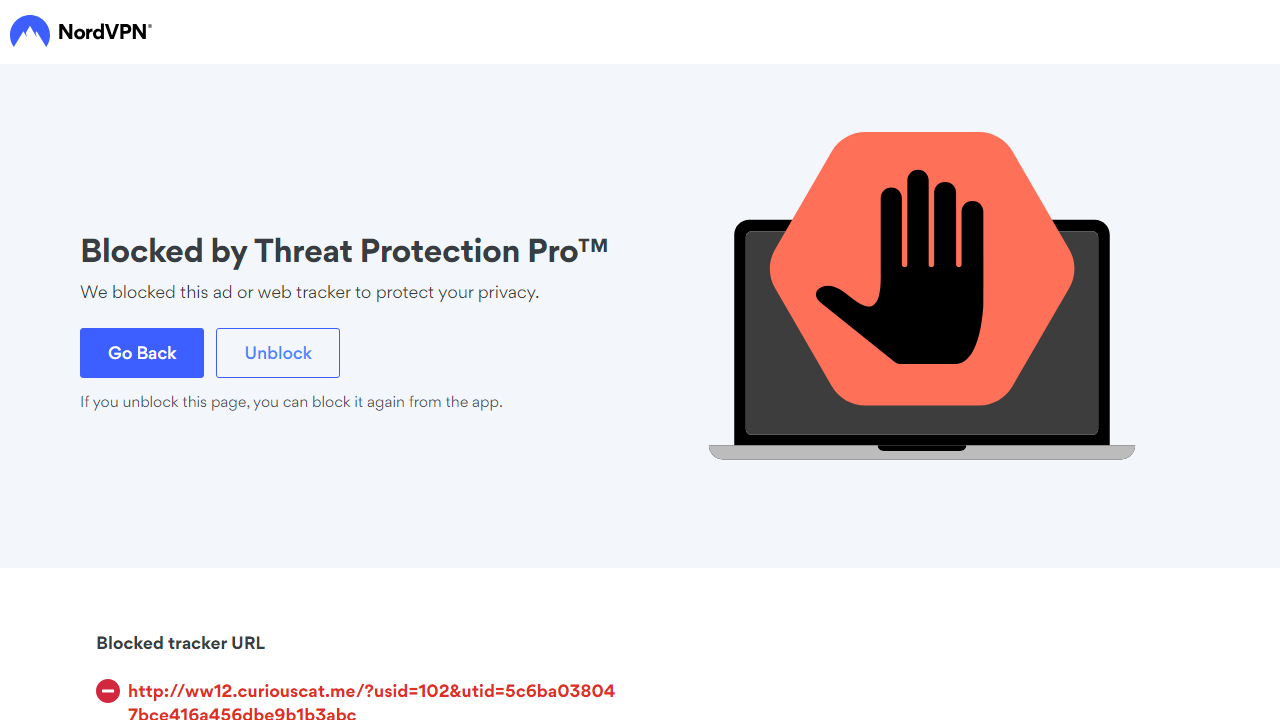 NordVPN®
Blocked by Threat Protection Pro™
We blocked this ad or web tracker to protect your privacy.
Go Back
Unblock
If you unblock this page, you can block it again from the app.
Blocked tracker URL
http://ww12.curiouscat.me/?usid=102&utid=5c6ba03804
7bce416a456dbe9b1b3abc